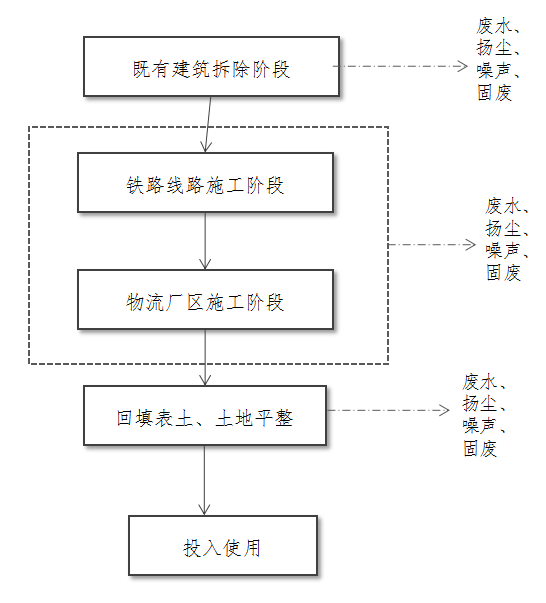 废水、
扬尘、
噪声、
固废
既有建筑拆除阶段
铁路线路施工阶段
废水、
扬尘、
噪声、
固废
物流厂区施工阶段
废水、
扬尘、
噪声、
固废
回填表土、土地平整
投入使用